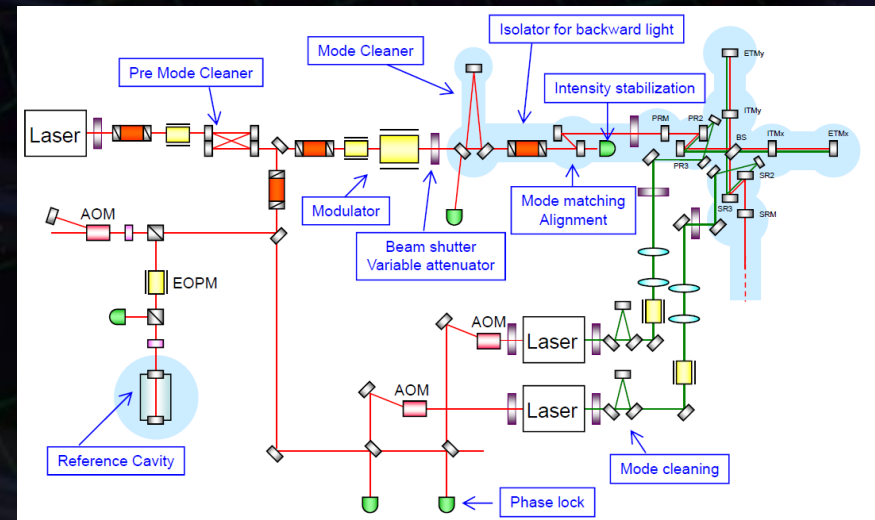 Mode Cleaner
Isolator for backward light
Pre Mode Cleaner
Intensity stabilization
ETMy
ITMy
Laser
PRM
PR2
BS
ITMx
ETMx
PR3
SR2
SR3
SRM
Modulator
Mode matching
Alignment
Beam shutter
Variable attenuator
AOM
EOPM
AOM
Laser
AOM
Laser
Reference Cavity
Mode cleaning
Phase lock